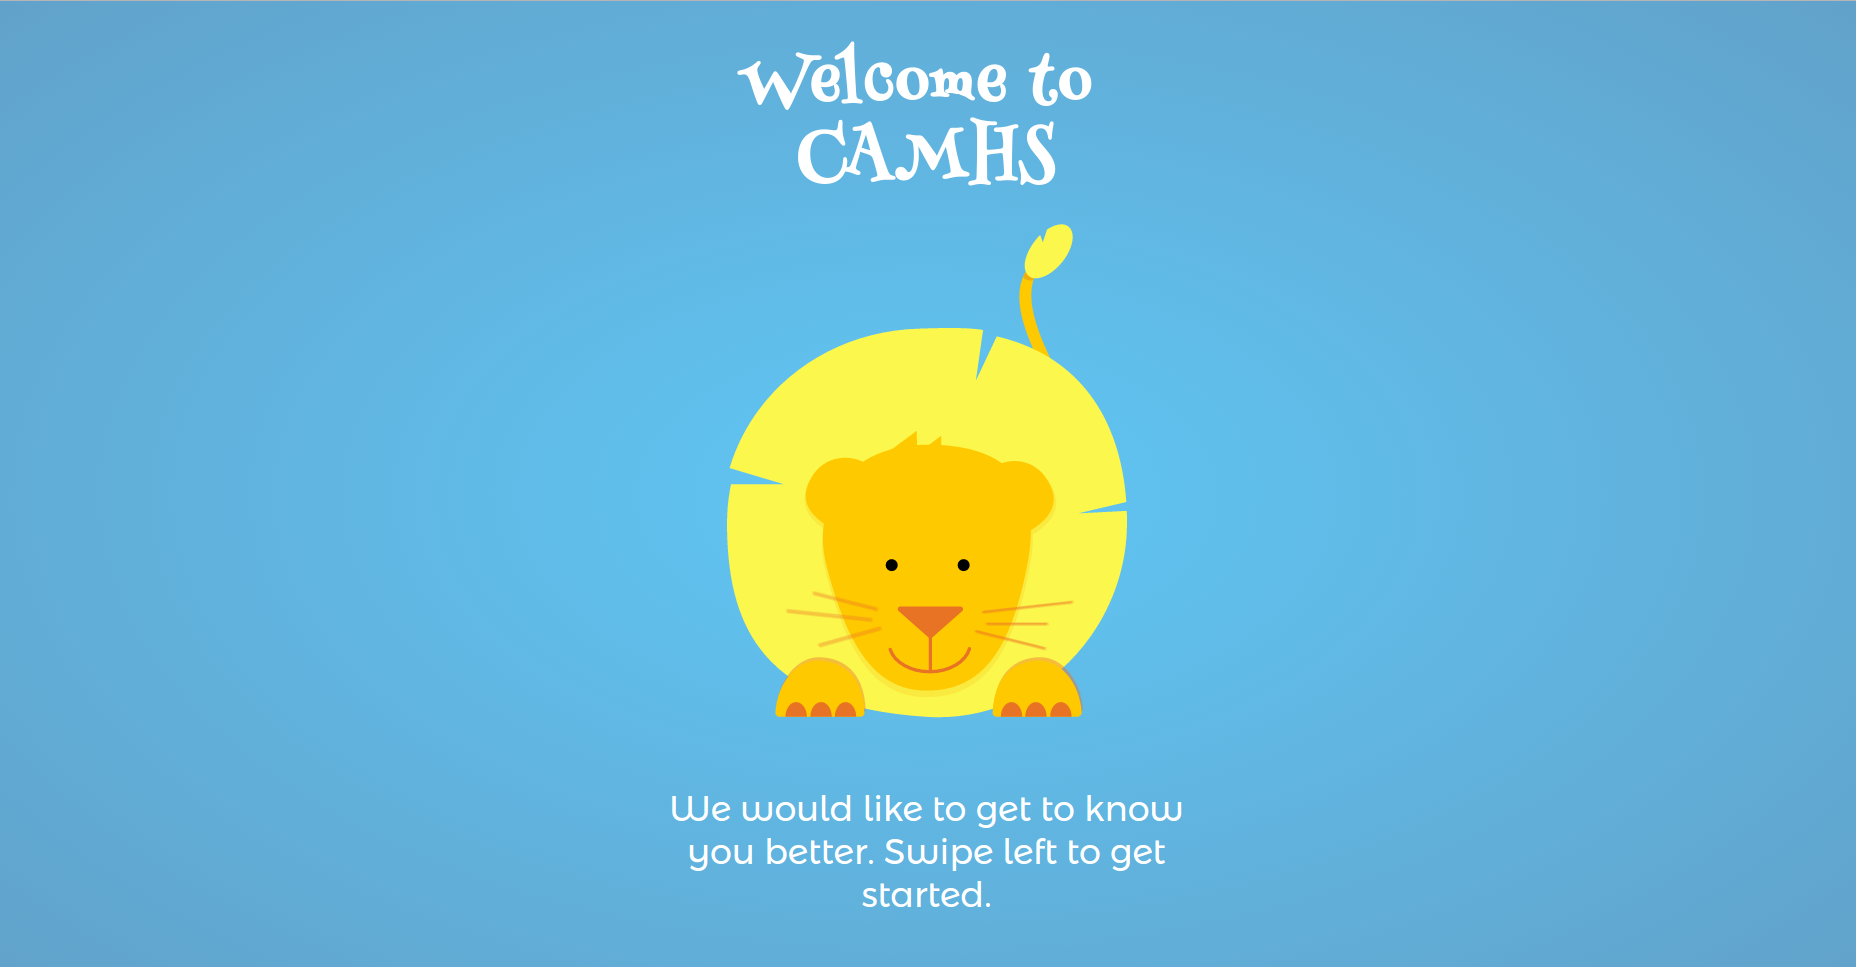 Welcome to
CAMHS
We would like to get to know
you better. Swipe left to get
started.